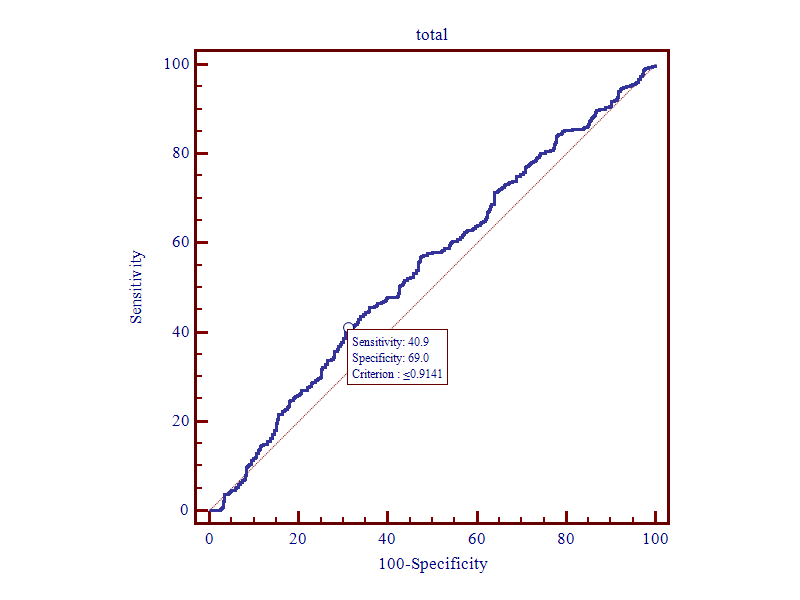 total
100
80
60
40
20
0
Sensitivity
Sensitivity: 40.9
Specificity: 69.0
Criterion : ≤0.9141
0 20 40 60 80 100
100-Specificity